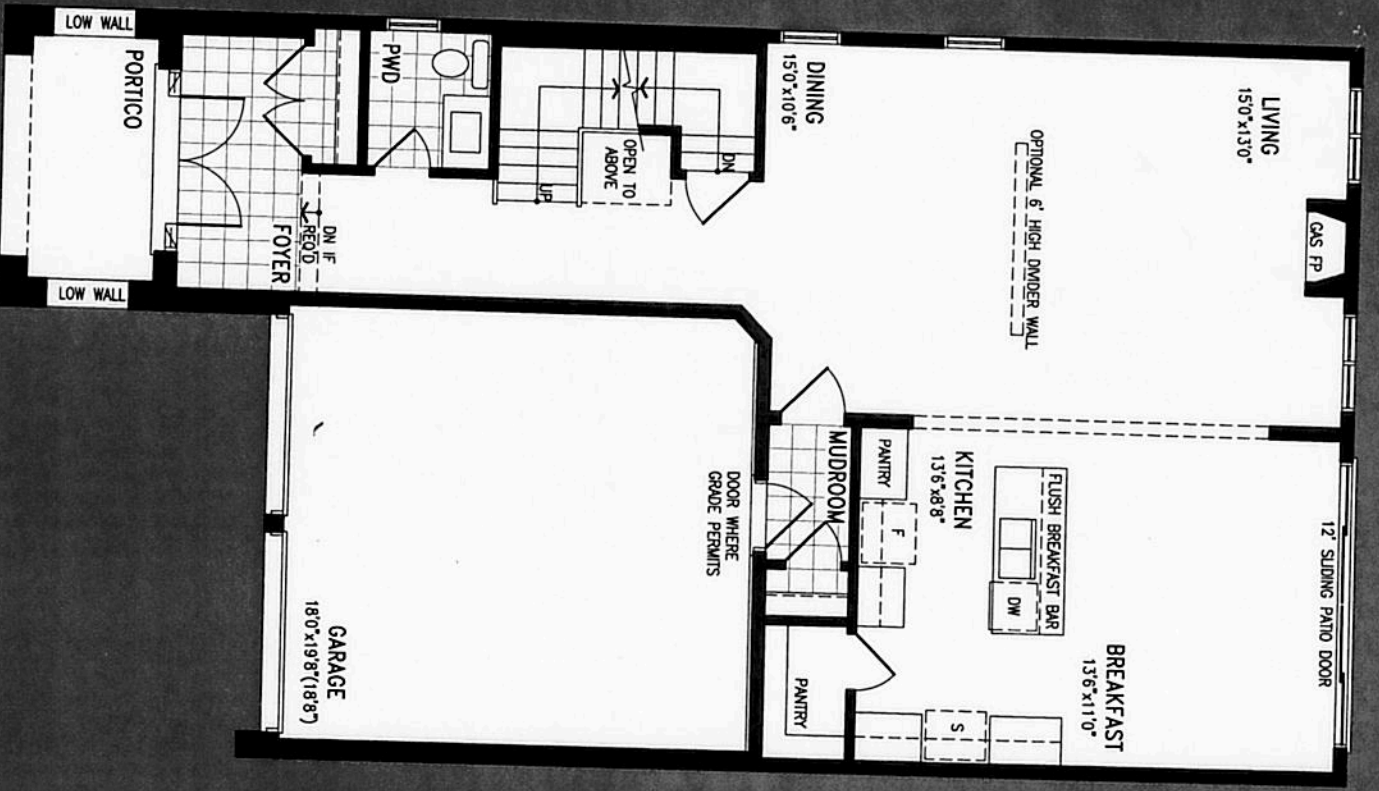 LOW WALL
PORTICO
LOW WALL
PWD
DN IF
REQ'D
FOYER
UP
OPEN TO
ABOVE
DN
DINING
15'0"x10'6"
OPTIONAL 6' HIGH DIVIDER WALL
LIVING
15'0"x13'0"
GAS FP
12' SLIDING PATIO DOOR
BREAKFAST
13'6"x11'0"
FLUSH BREAKFAST BAR
DW
KITCHEN
13'6"x8'8"
PANTRY
F
MUDROOM
S
PANTRY
DOOR WHERE
GRADE PERMITS
GARAGE
18'0"x19'8"(18'8")